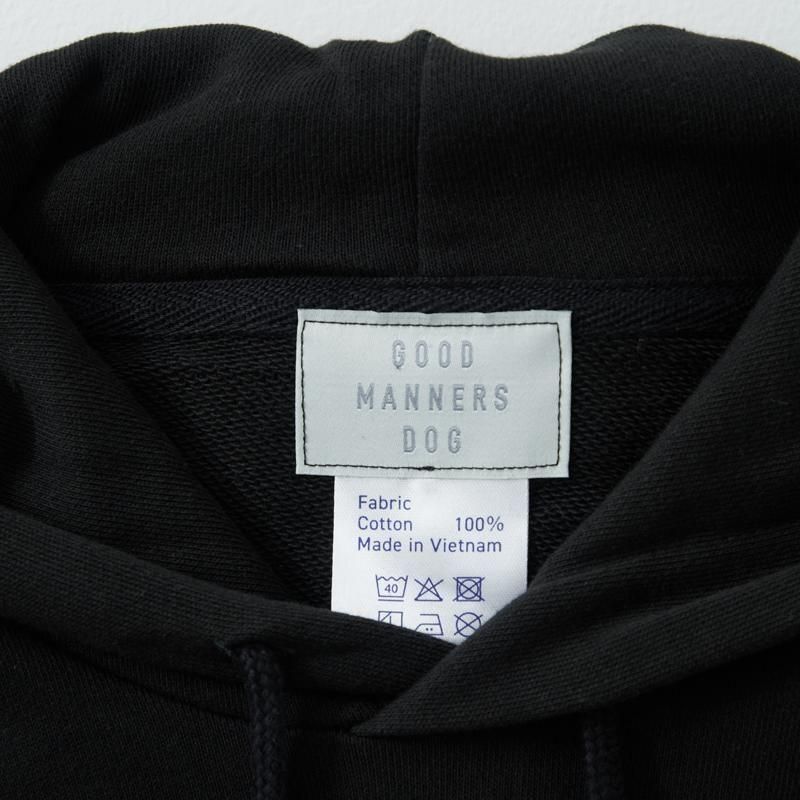 GOOD
MANNERS
DOG
Fabric
Cotton 100%
Made in Vietnam
40